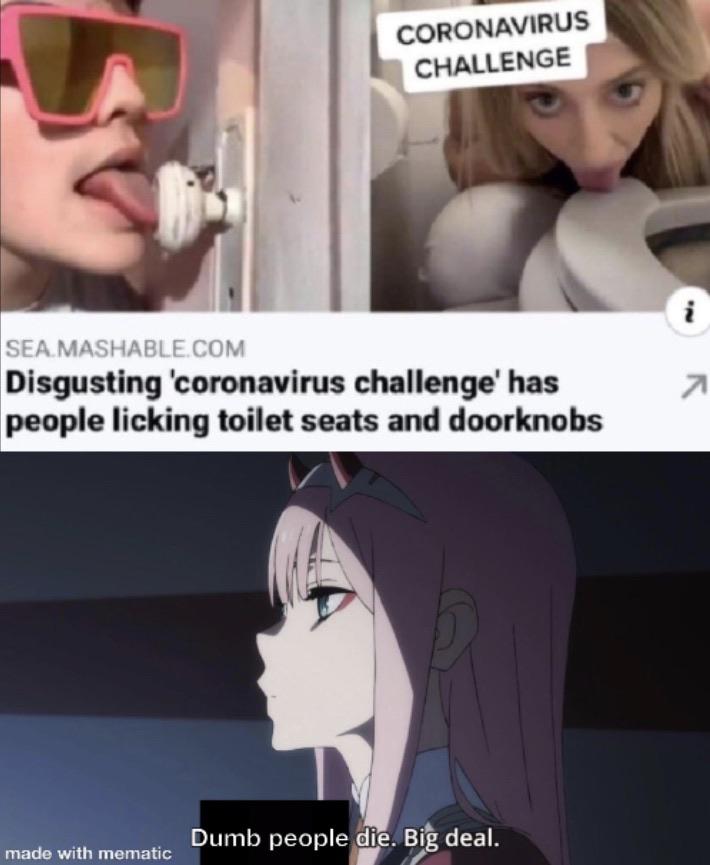 CORONAVIRUS
CHALLENGE
i
SEA.MASHABLE.COM
Disgusting 'coronavirus challenge' has
people licking toilet seats and doorknobs
Dumb people die. Big deal.
made with mematic